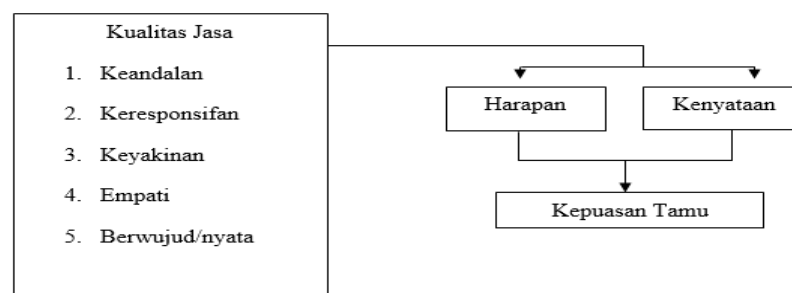 Kualitas Jasa
1. Keandalan
2. Keresponsifan
3. Keyakinan
4. Empati
5. Berwujud/nyata
Harapan
Kenyataan
Kepuasan Tamu